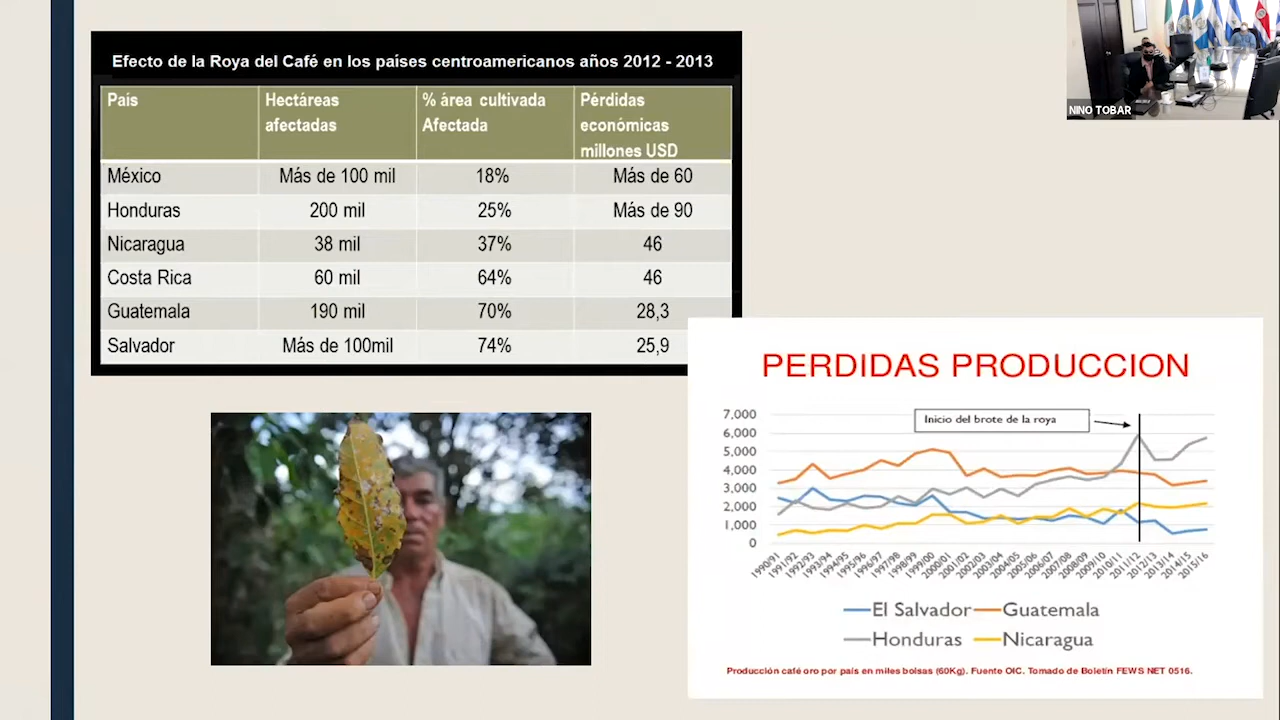 Efecto de la Roya del Café en los países centroamericanos años 2012 - 2013
País Hectáreas afectadas % área cultivada Afectada Pérdidas económicas millones USD
México Más de 100 mil 18% Más de 60
Honduras 200 mil 25% Más de 90
Nicaragua 38 mil 37% 46
Costa Rica 60 mil 64% 46
Guatemala 190 mil 70% 28,3
Salvador Más de 100mil 74% 25,9
NINO TOBAR
PERDIDAS PRODUCCION
Inicio del brote de la roya
7,000
6,000
5,000
4,000
3,000
2,000
1,000
0
1990/91 1991/92 1992/93 1993/94 1994/95 1995/96 1996/97 1997/98 1998/99 1999/00 2000/01 2001/02 2002/03 2003/04 2004/05 2005/06 2006/07 2007/08 2008/09 2009/10 2010/11 2011/12 2012/13 2013/14 2014/15 2015/16
El Salvador Guatemala
Honduras Nicaragua
Producción café oro por país en miles bolsas (60Kg). Fuente OIC. Tomado de Boletín FEWS NET 0516.